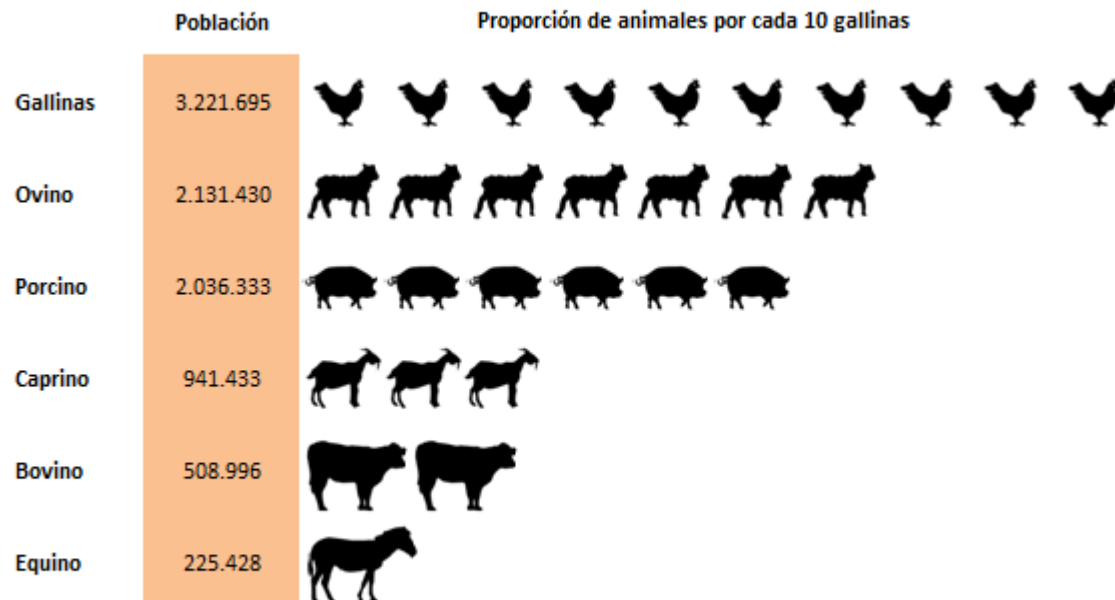 Población Proporción de animales por cada 10 gallinas
Gallinas 3.221.695
Ovino 2.131.430
Porcino 2.036.333
Caprino 941.433
Bovino 508.996
Equino 225.428